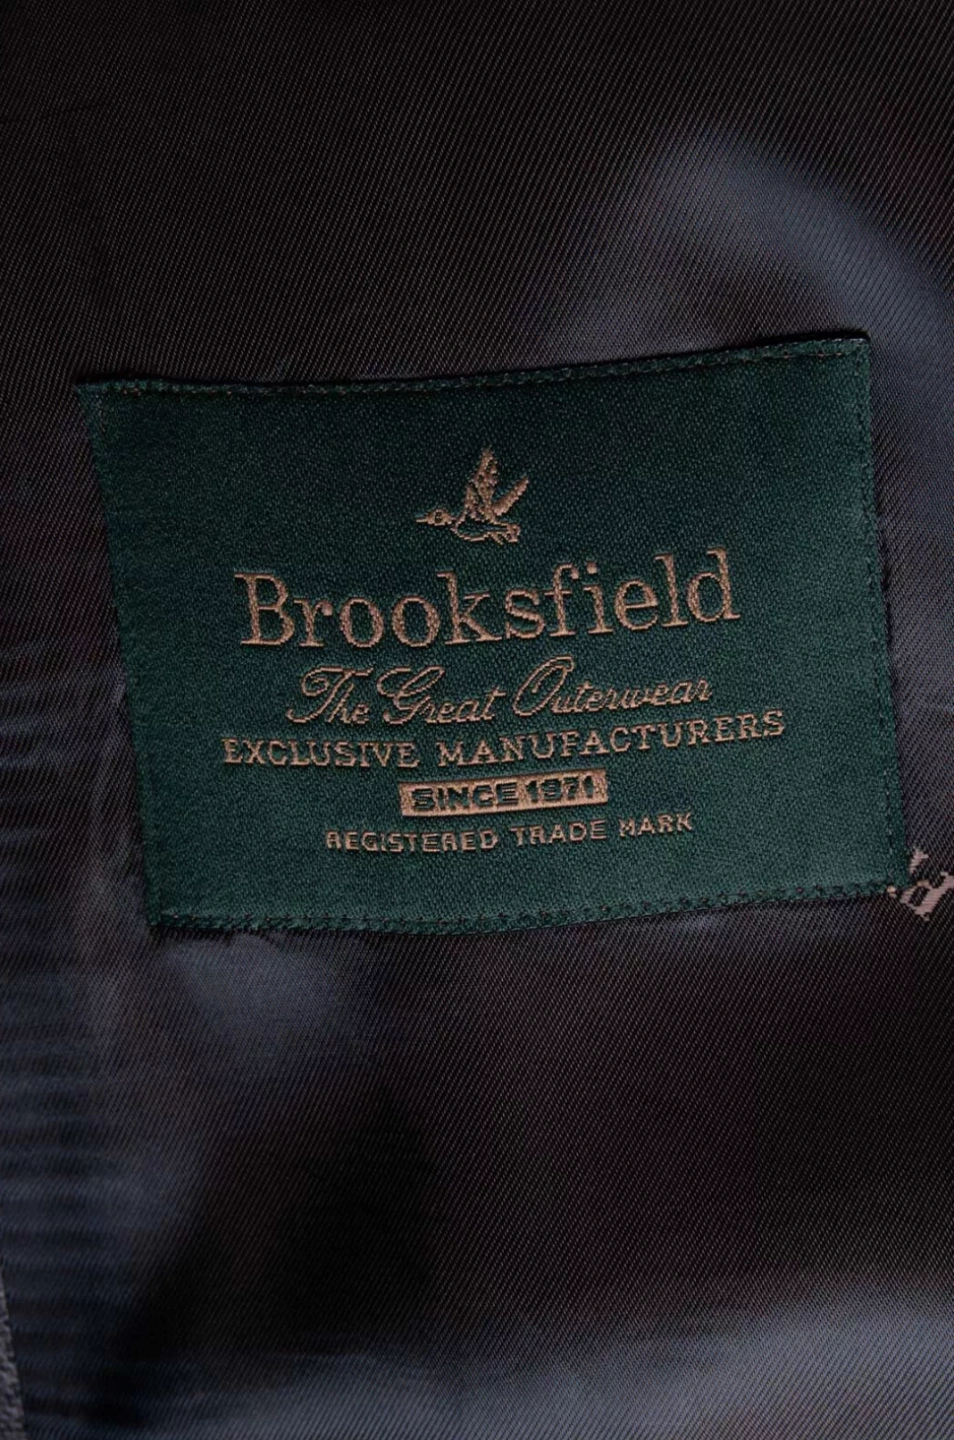 Brooksfield
The Great Outerwear
EXCLUSIVE MANUFACTURERS
SINCE 1971
REGISTERED TRADE MARK